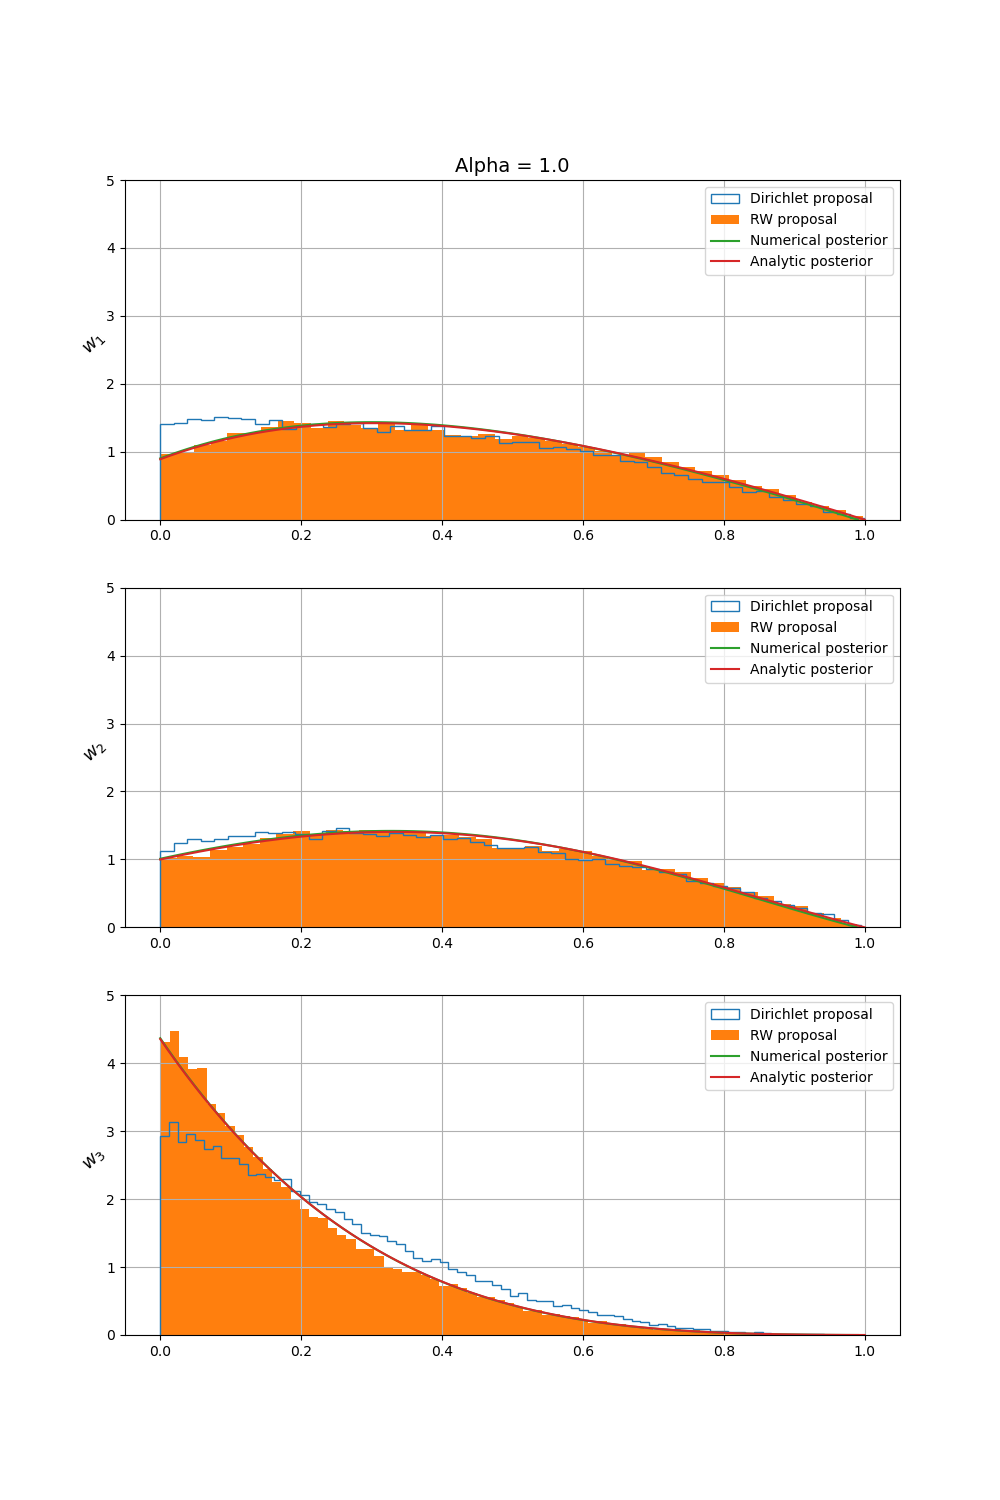 Alpha = 1.0
5
4
3
2
1
0
w1
Dirichlet proposal
RW proposal
Numerical posterior
Analytic posterior
0.0 0.2 0.4 0.6 0.8 1.0
5
4
3
2
1
0
w2
Dirichlet proposal
RW proposal
Numerical posterior
Analytic posterior
0.0 0.2 0.4 0.6 0.8 1.0
5
4
3
2
1
0
w3
Dirichlet proposal
RW proposal
Numerical posterior
Analytic posterior
0.0 0.2 0.4 0.6 0.8 1.0